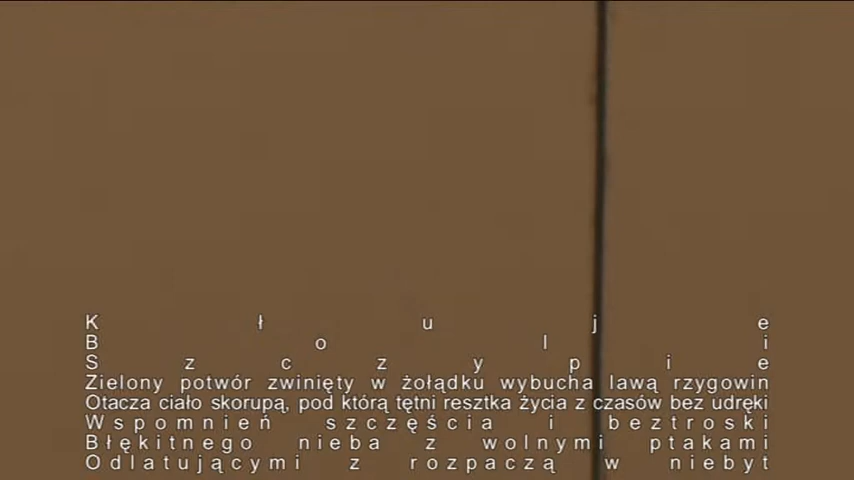 Kłuje
Boli
Szczypie
Zielony potwór zwinięty w żołądku wybucha lawą rzygowin
Otacza ciało skorupą, pod którą tętni resztka życia z czasów bez udręki
Wspomnień szczęścia i beztroski
Błękitnego nieba z wolnymi ptakami
Odlatującymi z rozpaczą w niebyt